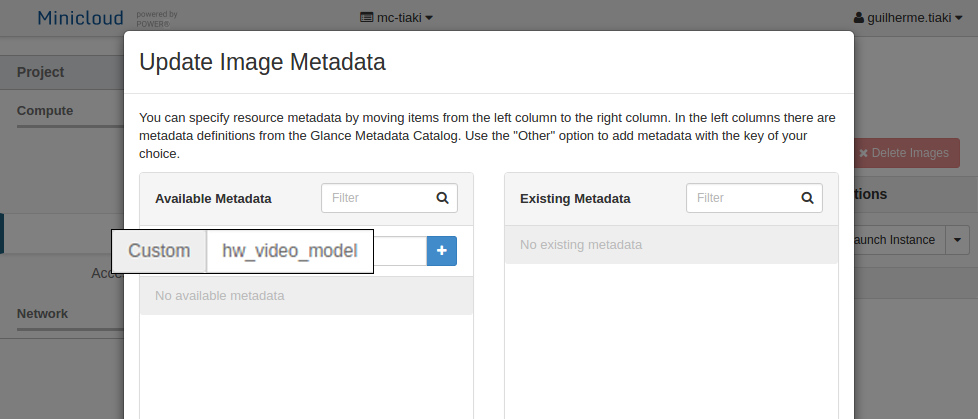 Minicloud powered by POWER® mc-tiaki guilherme.tiaki
Update Image Metadata
Project
Compute
You can specify resource metadata by moving items from the left column to the right column. In the left columns there are
metadata definitions from the Glance Metadata Catalog. Use the "Other" option to add metadata with the key of your
choice.
Delete Images
Available Metadata Filter Existing Metadata Filter
Custom hw_video_model + No existing metadata
aunch Instance
No available metadata
Network